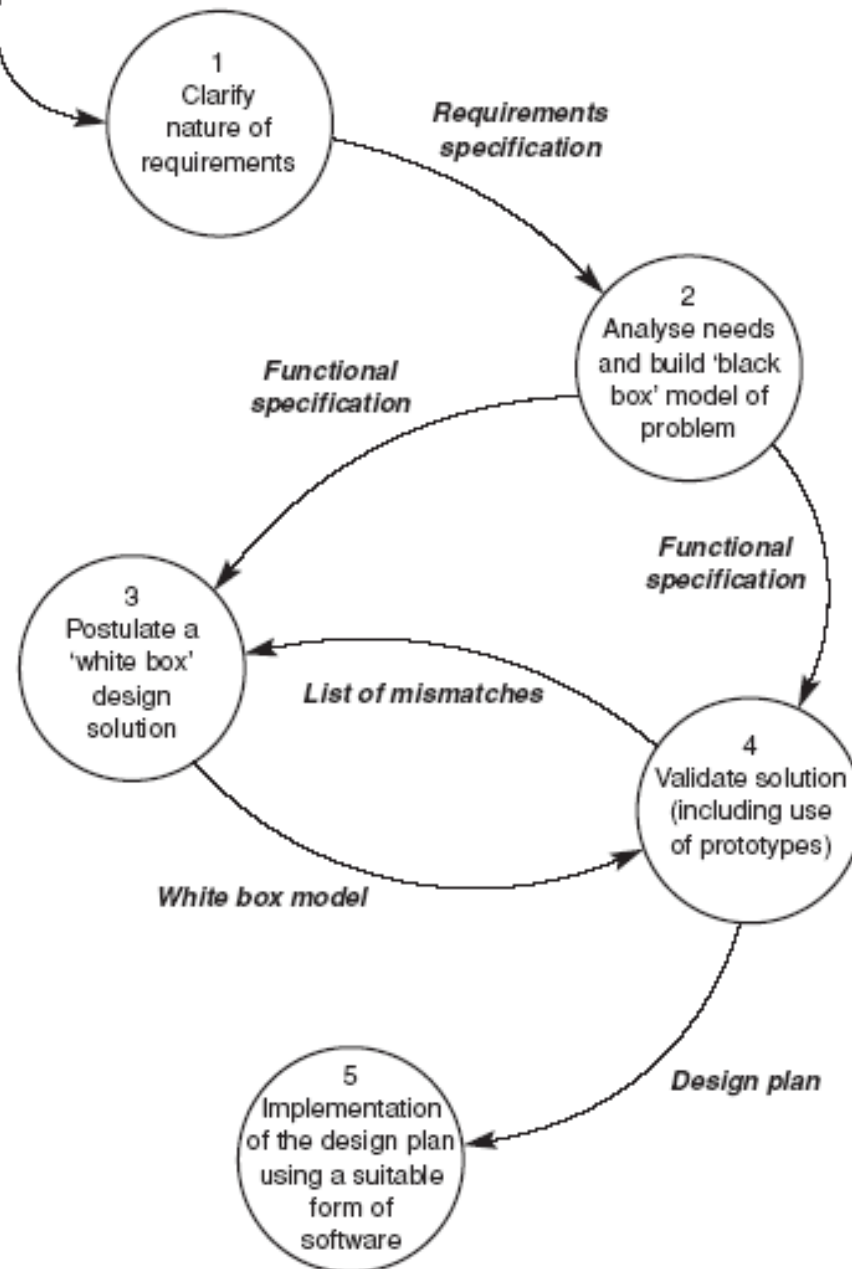 1
Clarify
nature of
requirements
Requirements
specification
2
Analyse needs
and build ‘black
box’ model of
problem
Functional
specification
Functional
specification
3
Postulate a
‘white box’
design
solution
List of mismatches
4
Validate solution
(including use
of prototypes)
White box model
Design plan
5
Implementation
of the design plan
using a suitable
form of
software